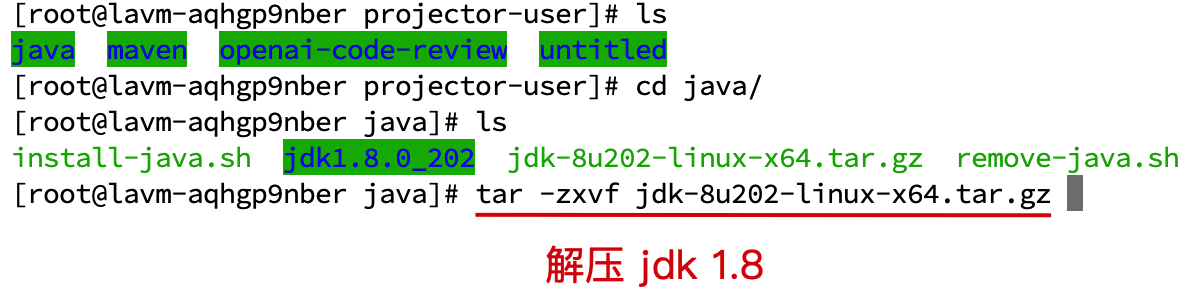 [root@lavm-aqhgp9nber projector-user]# ls
java  maven  openai-code-review  untitled
[root@lavm-aqhgp9nber projector-user]# cd java/
[root@lavm-aqhgp9nber java]# ls
install-java.sh  jdk1.8.0_202  jdk-8u202-linux-x64.tar.gz  remove-java.sh
[root@lavm-aqhgp9nber java]# tar -zxvf jdk-8u202-linux-x64.tar.gz
解压 jdk 1.8